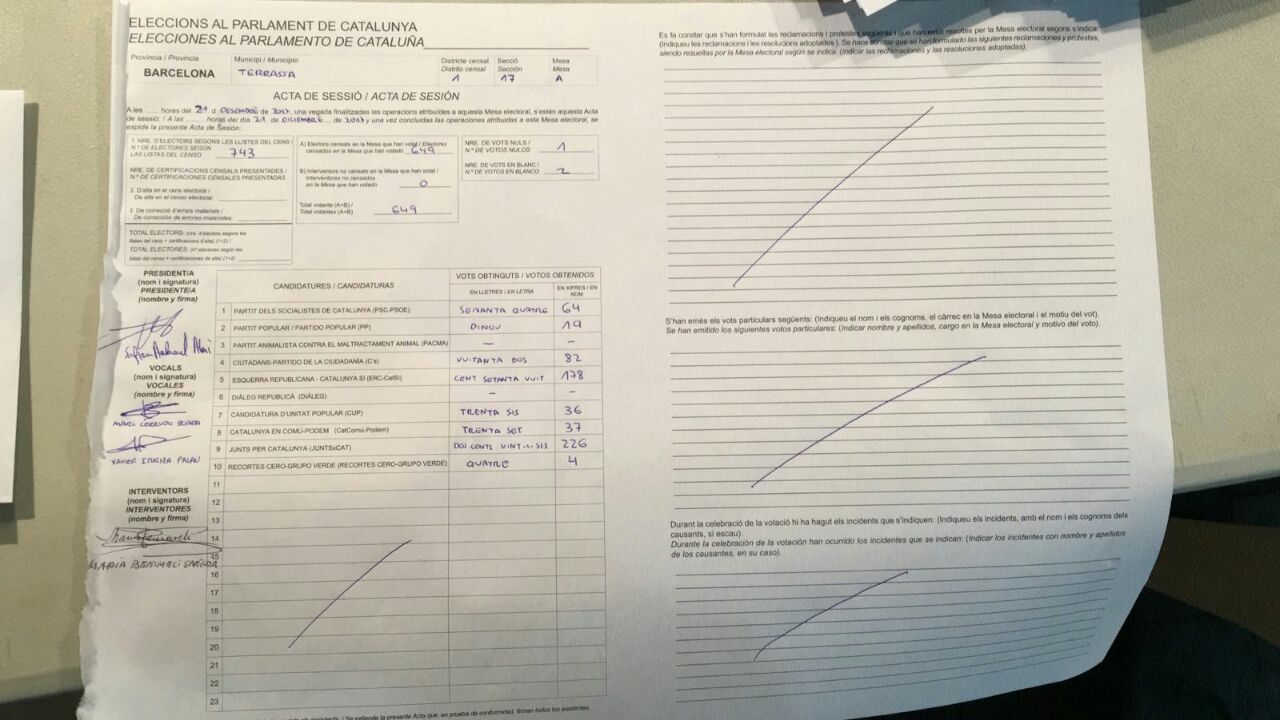 ELECCIONS AL PARLAMENT DE CATALUNYA
ELECCIONES AL PARLAMENTO DE CATALUÑA
Província / Provincia
BARCELONA
Municipi / Municipio
TERRASSA
Districte censal
Distrito censal
1
Secció
Sección
17
Mesa
Mesa
A
ACTA DE SESSIÓ / ACTA DE SESIÓN
A les ...... hores del 21 d DESEMBRE de 2017, una vegada finalitzades les operacions atribuïdes a aquesta Mesa electoral, s'estén aquesta Acta
de sessió: / A las ...... horas del día 21 de DICIEMBRE de 2017 y una vez concluidas las operaciones atribuidas a esta Mesa electoral, se
expide la presente Acta de Sesión:
1. NRE. D'ELECTORS SEGONS LES LLISTES DEL CENS /
N.º DE ELECTORES SEGÚN
LAS LISTAS DEL CENSO 743
NRE. DE CERTIFICACIONS CENSALS PRESENTADES /
N.º DE CERTIFICACIONES CENSALES PRESENTADAS
2. D'alta en el cens electoral /
De alta en el censo electoral:
3. De correcció d'errors materials /
De corrección de errores materiales:
TOTAL ELECTORS: (nre. d'electors segons les
llistes del cens + certificacions d'alta) (1+2) /
TOTAL ELECTORES: (N.º electores según las
listas del censo + certificaciones de alta) (1+2)
A) Electors censats en la Mesa que han votat / Electores
censados en la Mesa que han votado 649
B) Interventors no censats en la Mesa que han votat /
Interventores no censados
en la Mesa que han votado 0
Total votants (A+B) /
Total votantes (A+B) 649
NRE. DE VOTS NULS /
N.º DE VOTOS NULOS 1
NRE. DE VOTS EN BLANC /
N.º DE VOTOS EN BLANCO 2
PRESIDENT/A
(nom i signatura)
PRESIDENTE/A
(nombre y firma)
VOCALS
(nom i signatura)
VOCALES
(nombre y firma)
XAVIER PALAU
INTERVENTORS
(nom i signatura)
INTERVENTORES
(nombre y firma)
MARIA
CANDIDATURES / CANDIDATURAS
VOTS OBTINGUTS / VOTOS OBTENIDOS
EN LLETRES / EN LETRA
EN XIFRES / EN NÚM
1 PARTIT DELS SOCIALISTES DE CATALUNYA (PSC-PSOE) SEIXANTA QUATRE 64
2 PARTIT POPULAR / PARTIDO POPULAR (PP) DINOU 19
3 PARTIT ANIMALISTA CONTRA EL MALTRACTAMENT ANIMAL (PACMA) – –
4 CIUTADANS-PARTIDO DE LA CIUDADANÍA (C's) VUITANTA DOS 82
5 ESQUERRA REPUBLICANA - CATALUNYA SÍ (ERC-CatSí) CENT SETANTA VUIT 178
6 DIÀLEG REPUBLICÀ (DIÀLEG) – –
7 CANDIDATURA D'UNITAT POPULAR (CUP) TRENTA SIS 36
8 CATALUNYA EN COMÚ-PODEM (CatComú-Podem) TRENTA SET 37
9 JUNTS PER CATALUNYA (JUNTSxCAT) DOS CENTS VINT-I-SIS 226
10 RECORTES CERO-GRUPO VERDE (RECORTES CERO-GRUPO VERDE) QUATRE 4
11
12
13
14
15
16
17
18
19
20
21
22
23
/ Se extiende la presente Acta que, en prueba de conformidad, firman todos los asistentes.
Es fa constar que s'han formulat les reclamacions i protestes següents i que han estat resoltes per la Mesa electoral segons s'indica:
(Indiqueu les reclamacions i les resolucions adoptades). Se hace constar que se han formulado las siguientes reclamaciones y protestas,
siendo resueltas por la Mesa electoral según se indica. (Indicar las reclamaciones y las resoluciones adoptadas).
S'han emès els vots particulars següents: (Indiqueu el nom i els cognoms, el càrrec en la Mesa electoral i el motiu del vot).
Se han emitido los siguientes votos particulares: (Indicar nombre y apellidos, cargo en la Mesa electoral y motivo del voto).
Durant la celebració de la votació hi ha hagut els incidents que s'indiquen: (Indiqueu els incidents, amb el nom i els cognoms dels
causants, si escau).
Durante la celebración de la votación han ocurrido los incidentes que se indican: (Indicar los incidentes con nombre y apellidos
de los causantes, en su caso).